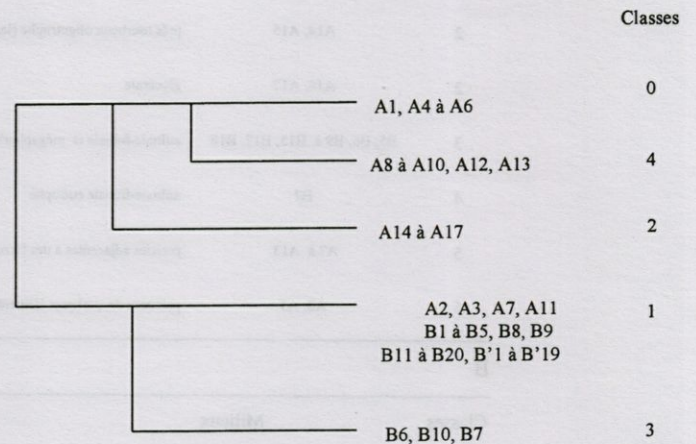 Classes
A1, A4 à A6 0
A8 à A10, A12, A13 4
A14 à A17 2
A2, A3, A7, A11 1
B1 à B5, B8, B9
B11 à B20, B'1 à B'19
B6, B10, B7 3